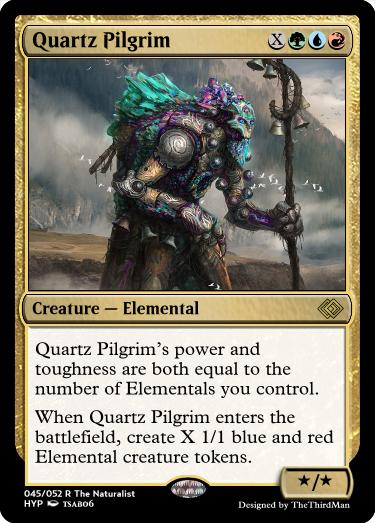 Quartz Pilgrim X
Creature — Elemental
Quartz Pilgrim's power and
toughness are both equal to the
number of Elementals you control.
When Quartz Pilgrim enters the
battlefield, create X 1/1 blue and red
Elemental creature tokens.
★/★
045/052 R The Naturalist
HYP TSABO6 Designed by TheThirdMan